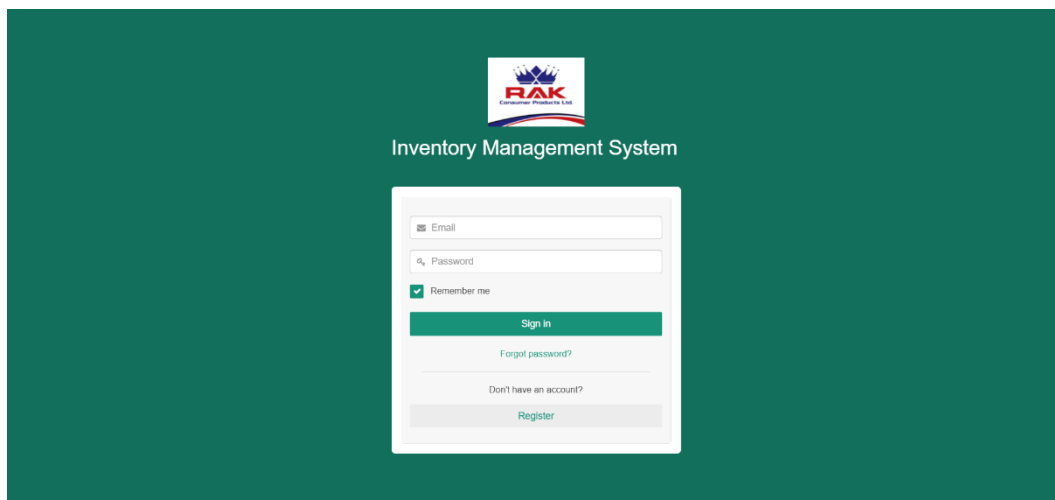 RAK
Consumer Products Ltd.
Inventory Management System
Email
Password
Remember me
Sign in
Forgot password?
Don't have an account?
Register